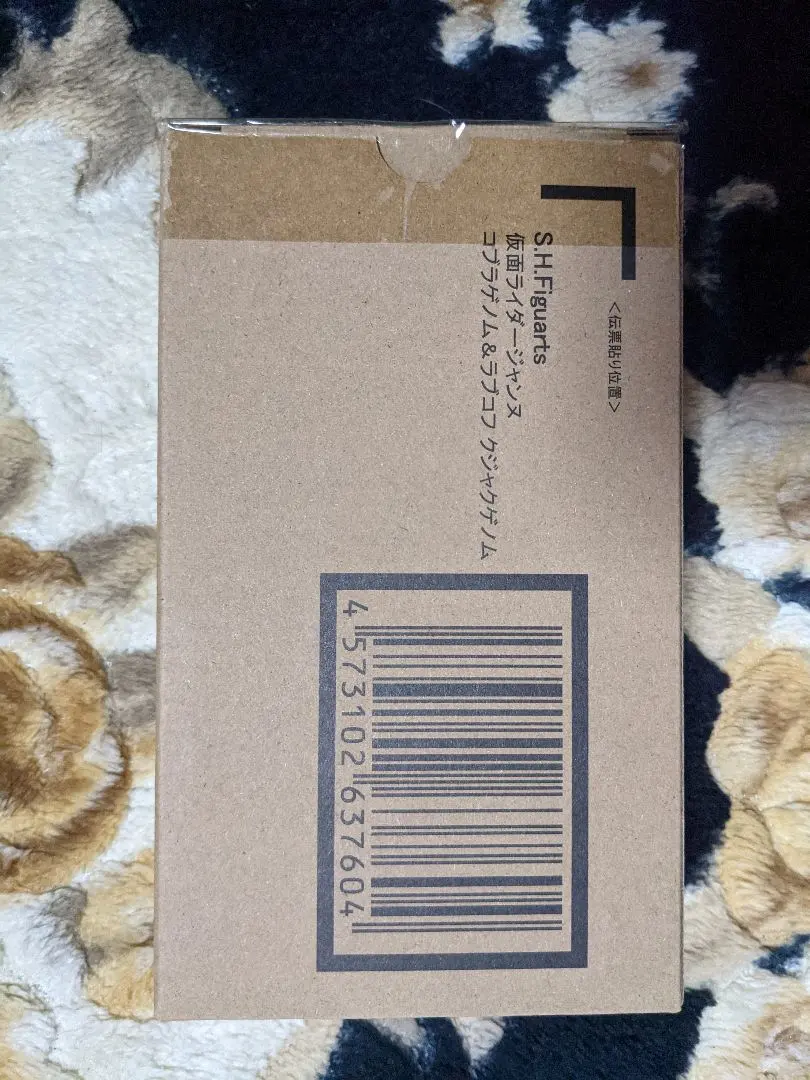 <伝票貼り位置>
S.H.Figuarts
仮面ライダージャンヌ
コブラゲノム&ラブコフ クジャクゲノム
4 573102 637604